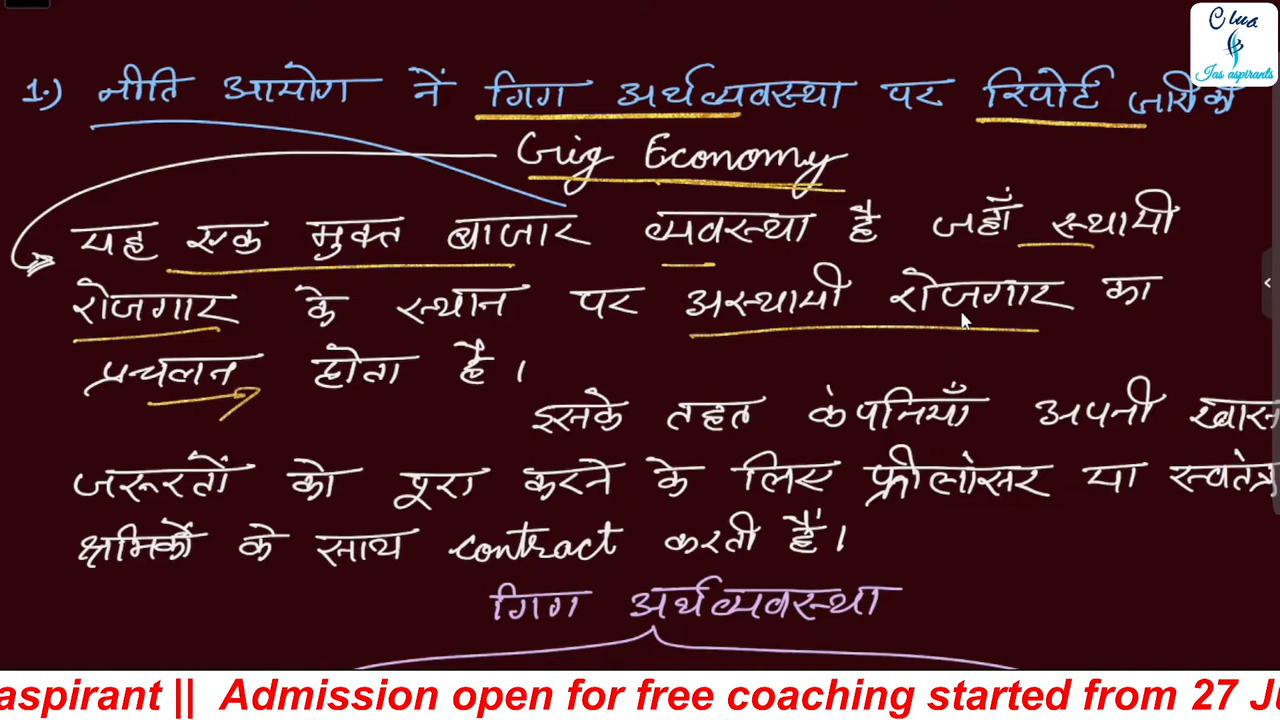 Clue
Ias aspirants
1.) नीति आयोग नें गिग अर्थव्यवस्था पर रिपोर्ट जारी की
Gig Economy
यह एक मुक्त बाजार व्यवस्था है जहाँ स्थायी
रोजगार के स्थान पर अस्थायी रोजगार का
प्रचलन होता है।
इसके तहत कंपनियाँ अपनी खास
जरूरतों को पूरा करने के लिए फ्रीलांसर या स्वतंत्र
श्रमिकों के साथ contract करती हैं।
गिग अर्थव्यवस्था
aspirant || Admission open for free coaching started from 27 Ju